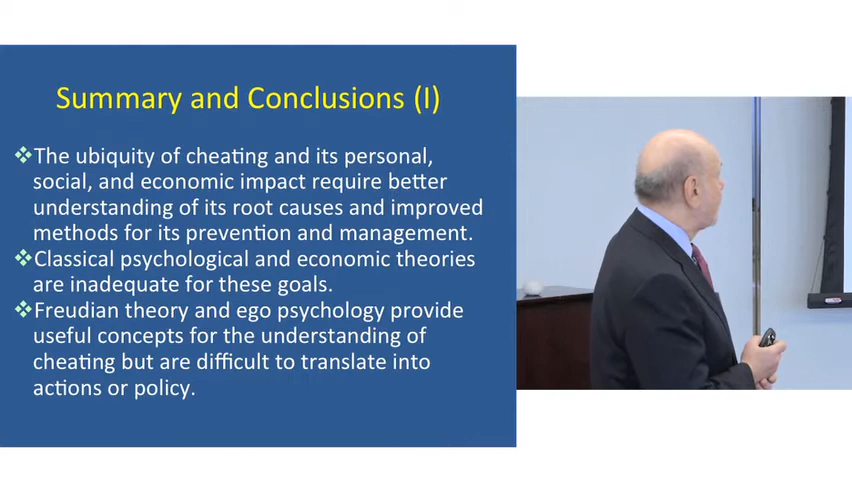 Summary and Conclusions (I)
❖The ubiquity of cheating and its personal,
social, and economic impact require better
understanding of its root causes and improved
methods for its prevention and management.
❖Classical psychological and economic theories
are inadequate for these goals.
❖Freudian theory and ego psychology provide
useful concepts for the understanding of
cheating but are difficult to translate into
actions or policy.